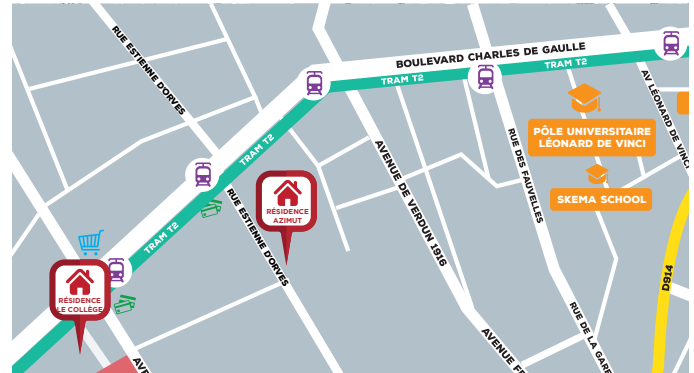 RUE ESTIENNE D'ORVES
BOULEVARD CHARLES DE GAULLE
TRAM T2
TRAM T2
AV LÉONARD DE VINCI
PÔLE UNIVERSITAIRE
LÉONARD DE VINCI
SKEMA SCHOOL
TRAM T2
AVENUE DE VERDUN 1916
RUE DES FAUVELLES
RÉSIDENCE
AZIMUT
RUE ESTIENNE D'ORVES
TRAM T2
D914
RÉSIDENCE
LE COLLÈGE
RUE DE LA GARE
AVENUE